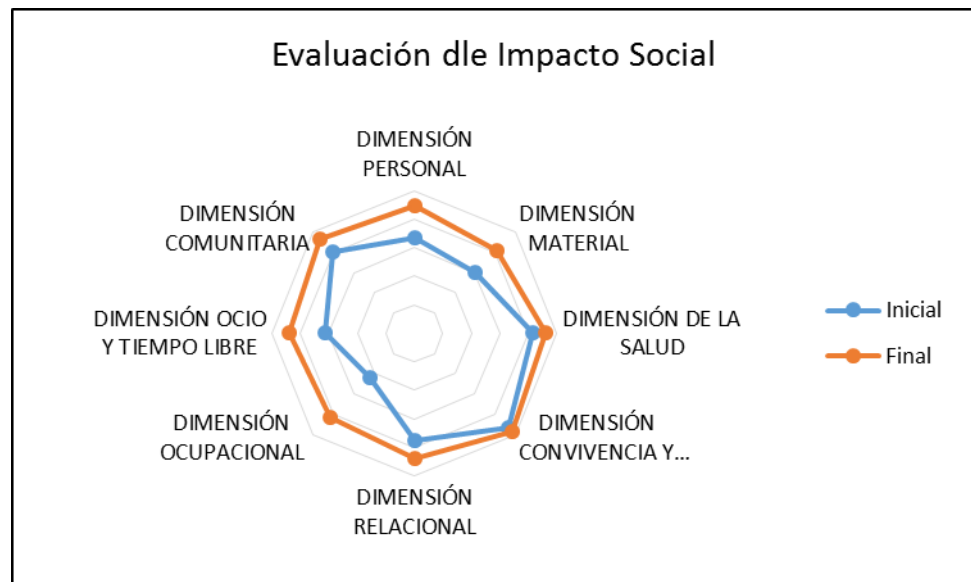 Evaluación dle Impacto Social
DIMENSIÓN
PERSONAL
DIMENSIÓN
MATERIAL
DIMENSIÓN DE LA
SALUD
DIMENSIÓN
CONVIVENCIA Y...
DIMENSIÓN
RELACIONAL
DIMENSIÓN
OCUPACIONAL
DIMENSIÓN OCIO
Y TIEMPO LIBRE
DIMENSIÓN
COMUNITARIA
Inicial
Final